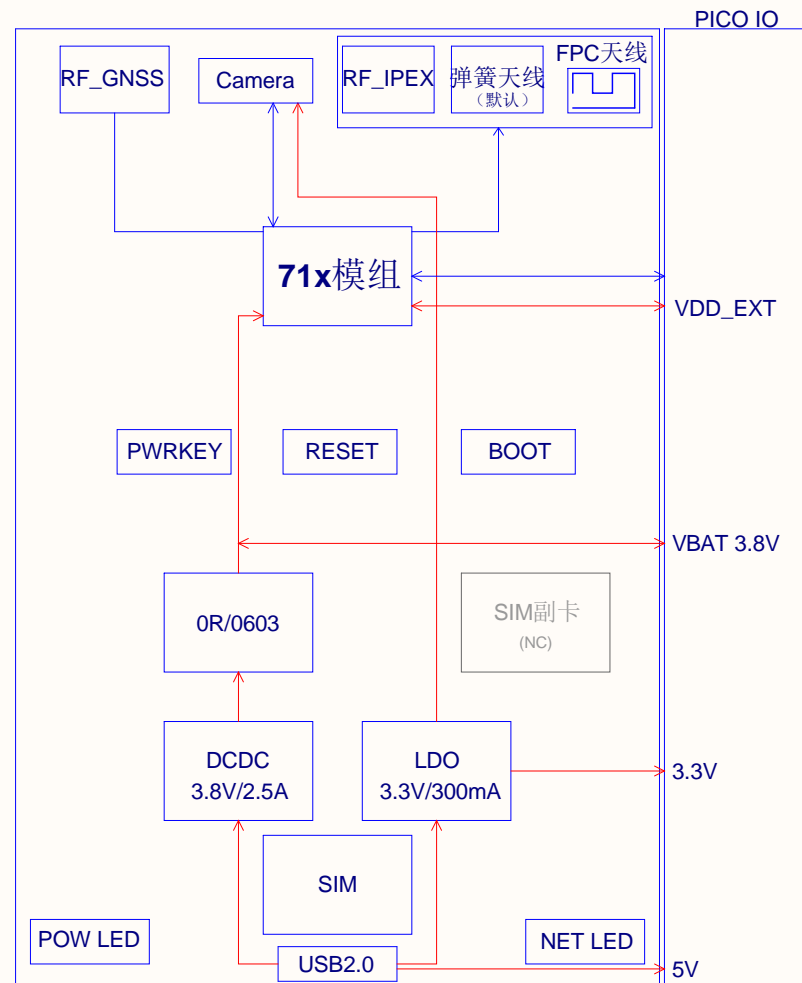 PICO IO
RF_GNSS
Camera
RF_IPEX
弹簧天线
（默认）
FPC天线
71x模组
VDD_EXT
PWRKEY
RESET
BOOT
VBAT 3.8V
0R/0603
SIM副卡
(NC)
DCDC
3.8V/2.5A
LDO
3.3V/300mA
3.3V
SIM
POW LED
NET LED
USB2.0
5V